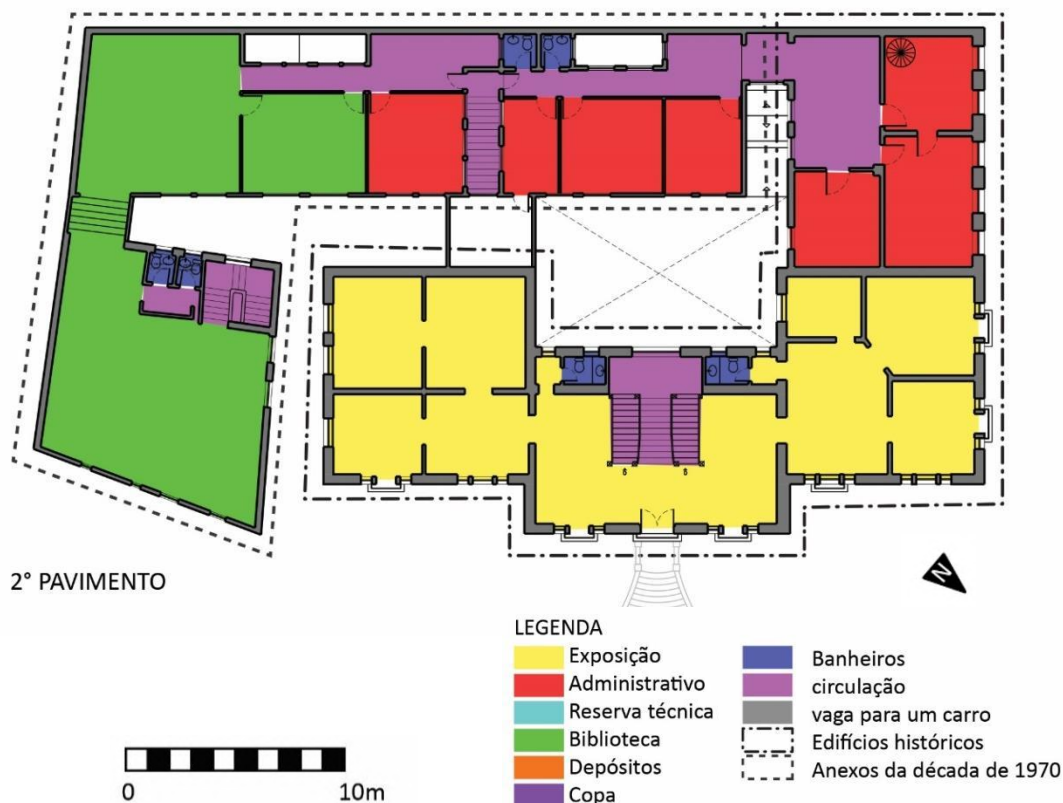 2° PAVIMENTO
N
LEGENDA
Exposição
Administrativo
Reserva técnica
Biblioteca
Depósitos
Copa
Banheiros
circulação
vaga para um carro
Edifícios históricos
Anexos da década de 1970
0 10m